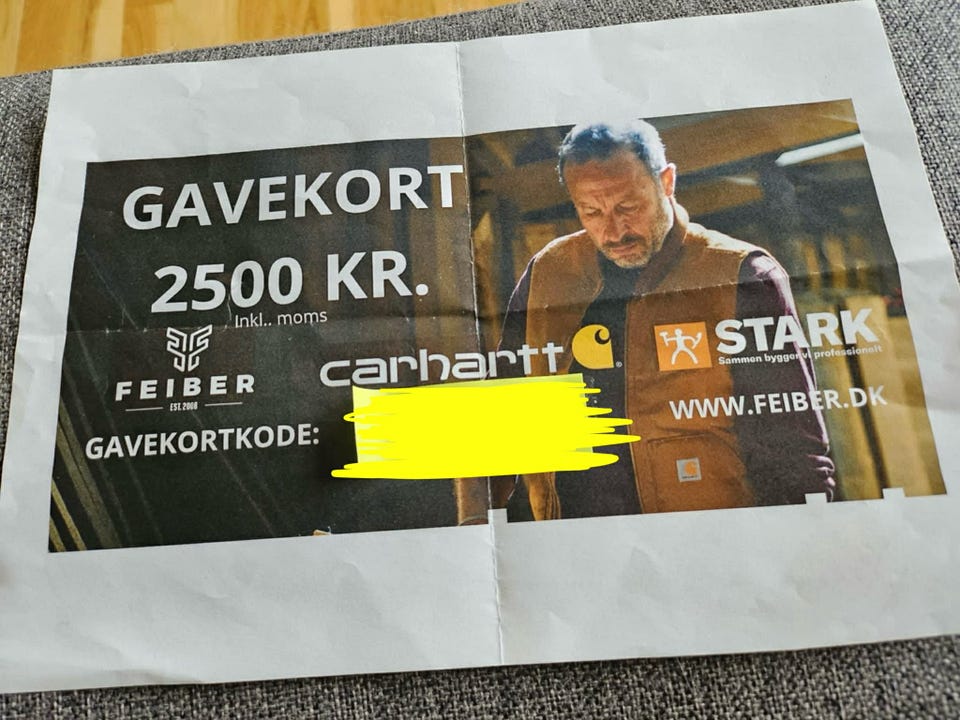 GAVEKORT
2500 KR.
Inkl.. moms
FEIBER
EST. 2008
carhartt
STARK
Sammen bygger vi professionelt
WWW.FEIBER.DK
GAVEKORTKODE: